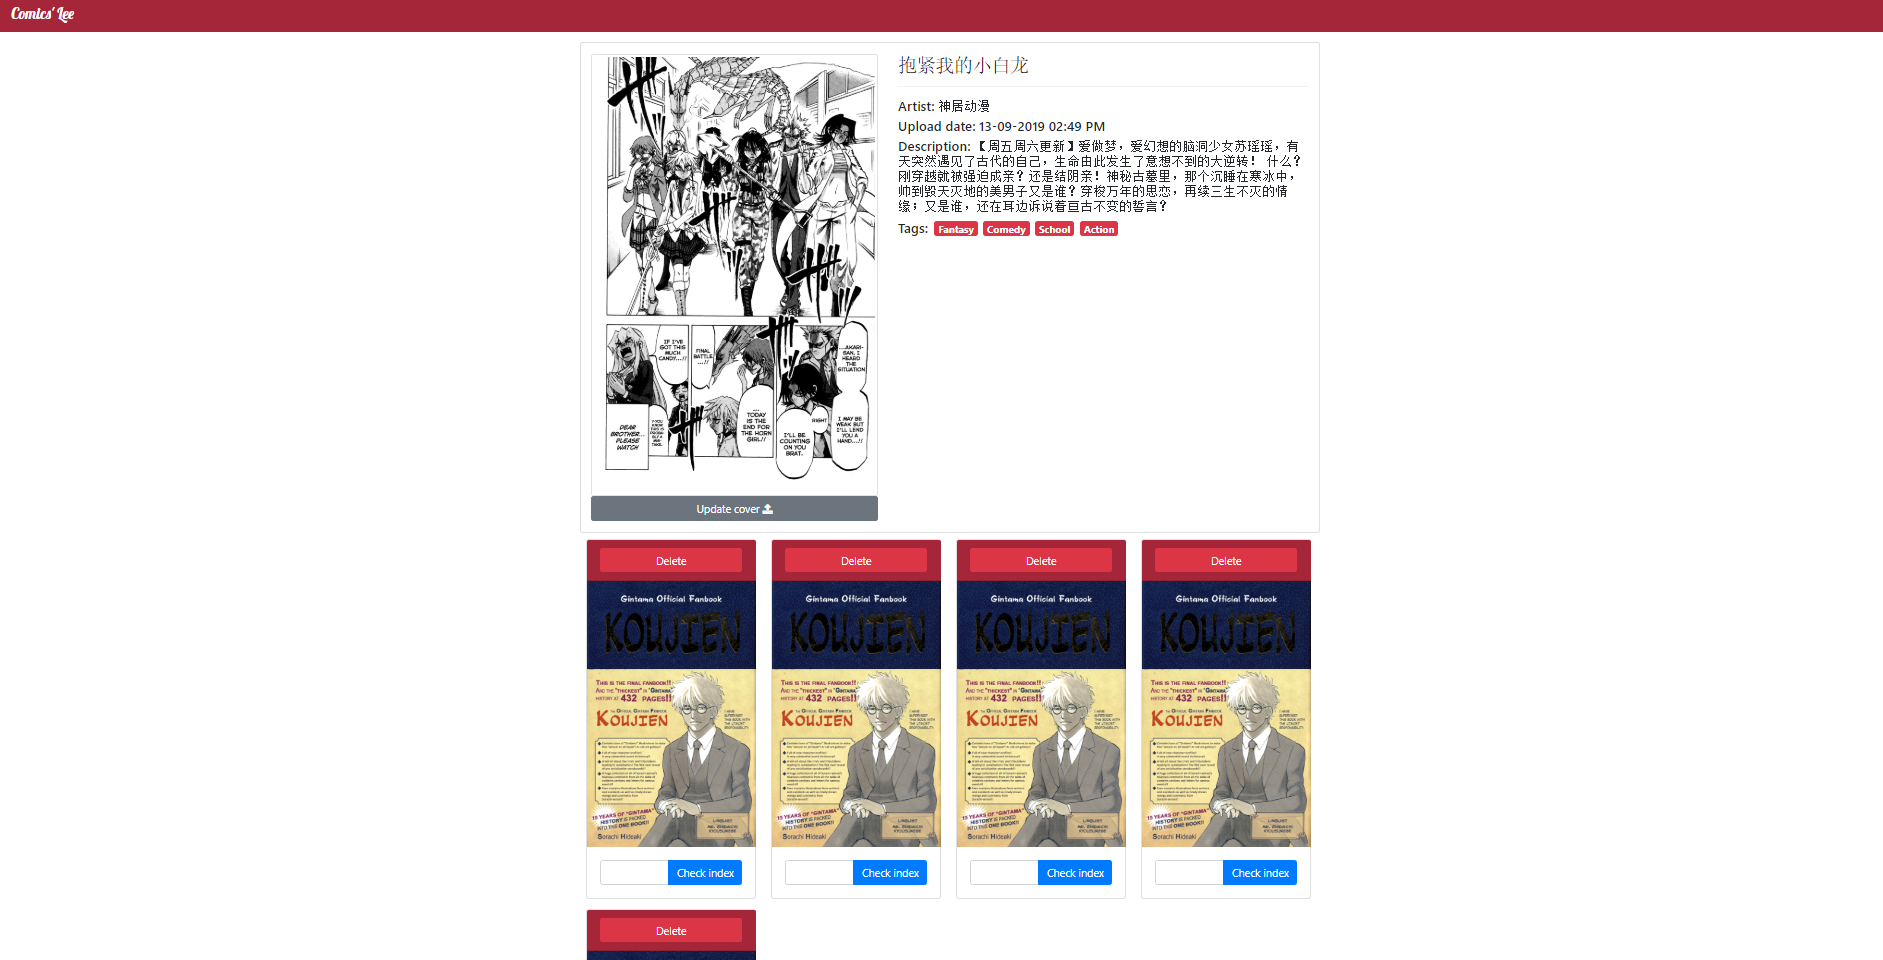 Comics' Lee
抱紧我的小白龙
Artist: 神居动漫
Upload date: 13-09-2019 02:49 PM
Description: 【周五周六更新】爱做梦，爱幻想的脑洞少女苏瑶瑶，有
天突然遇见了古代的自己，生命由此发生了意想不到的大逆转！ 什么？
刚穿越就被强迫成亲？还是结阴亲！神秘古墓里，那个沉睡在寒冰中，
帅到毁天灭地的美男子又是谁？穿梭万年的思恋，再续三生不灭的情
缘；又是谁，还在耳边诉说着亘古不变的誓言？
Tags: Fantasy Comedy School Action
IF I'VE
GOT THIS
MUCH
CANDY...!!
FINAL
BATTLE
...!!
...AKARI-
SAN, I
HEARD
THE
SITUATION
DEAR
BROTHER...
PLEASE
WATCH
...
TODAY
IS THE
END FOR
THE HORN
GIRL!!
RIGHT
I'LL BE
COUNTING
ON YOU
BRAT.
I MAY BE
WEAK BUT
I'LL LEND
YOU A
HAND...!!
Update cover
Delete Delete Delete Delete
Gintama Official Fanbook
KOUJIEN
This is the final fanbook!!
And the "thickest" in "Gintama"
history at 432 pages!!
The Official Gintama Fanbook
Koujien
15 years of "Gintama"
history is packed
into this one book!!
Sorachi Hideaki
Gintama Official Fanbook
KOUJIEN
This is the final fanbook!!
And the "thickest" in "Gintama"
history at 432 pages!!
The Official Gintama Fanbook
Koujien
15 years of "Gintama"
history is packed
into this one book!!
Sorachi Hideaki
Gintama Official Fanbook
KOUJIEN
This is the final fanbook!!
And the "thickest" in "Gintama"
history at 432 pages!!
The Official Gintama Fanbook
Koujien
15 years of "Gintama"
history is packed
into this one book!!
Sorachi Hideaki
Gintama Official Fanbook
KOUJIEN
This is the final fanbook!!
And the "thickest" in "Gintama"
history at 432 pages!!
The Official Gintama Fanbook
Koujien
15 years of "Gintama"
history is packed
into this one book!!
Sorachi Hideaki
Check index Check index Check index Check index
Delete